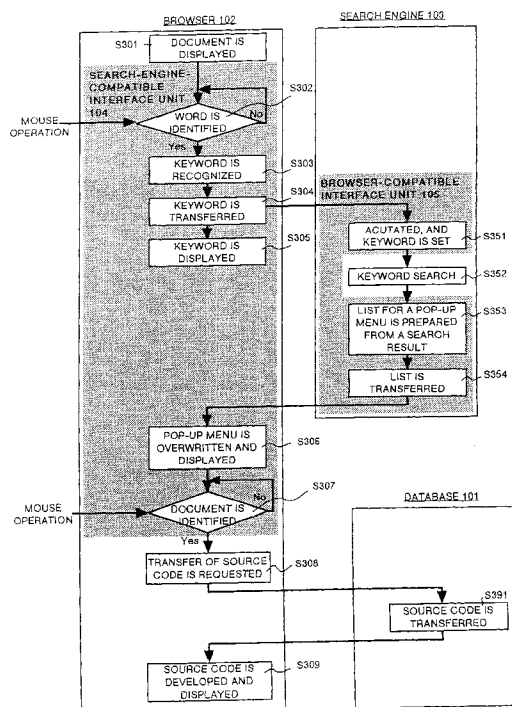 BROWSER 102
SEARCH ENGINE 103
S301
DOCUMENT IS
DISPLAYED
SEARCH-ENGINE-
COMPATIBLE
INTERFACE UNIT
104
S302
No
MOUSE
OPERATION
WORD IS
IDENTIFIED
Yes
KEYWORD IS
RECOGNIZED
S303
S304
KEYWORD IS
TRANSFERRED
KEYWORD IS
DISPLAYED
S305
BROWSER-COMPATIBLE
INTERFACE UNIT 105
ACUTATED, AND
KEYWORD IS SET
S351
KEYWORD SEARCH
S352
LIST FOR A POP-UP
MENU IS PREPARED
FROM A SEARCH
RESULT
S353
LIST IS
TRANSFERRED
S354
POP-UP MENU IS
OVERWRITTEN AND
DISPLAYED
S306
S307
No
MOUSE
OPERATION
DOCUMENT IS
IDENTIFIED
Yes
DATABASE 101
TRANSFER OF SOURCE
CODE IS REQUESTED
S308
S391
SOURCE CODE IS
TRANSFERRED
SOURCE CODE IS
DEVELOPED AND
DISPLAYED
S309